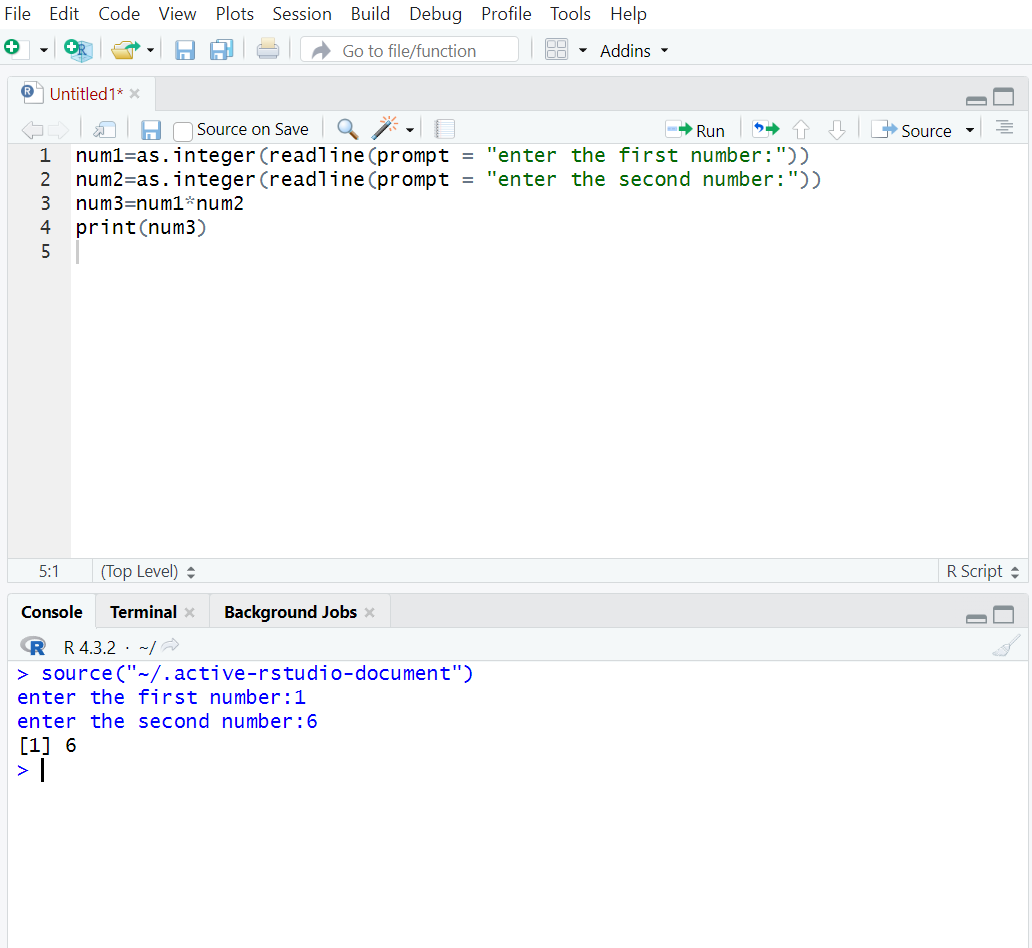 File Edit Code View Plots Session Build Debug Profile Tools Help
R Go to file/function Addins
R Untitled1*
Source on Save Run Source
1 num1=as.integer(readline(prompt = "enter the first number:"))
2 num2=as.integer(readline(prompt = "enter the second number:"))
3 num3=num1*num2
4 print(num3)
5
5:1 (Top Level) R Script
Console Terminal Background Jobs
R R 4.3.2 · ~/
> source("~/.active-rstudio-document")
enter the first number:1
enter the second number:6
[1] 6
>